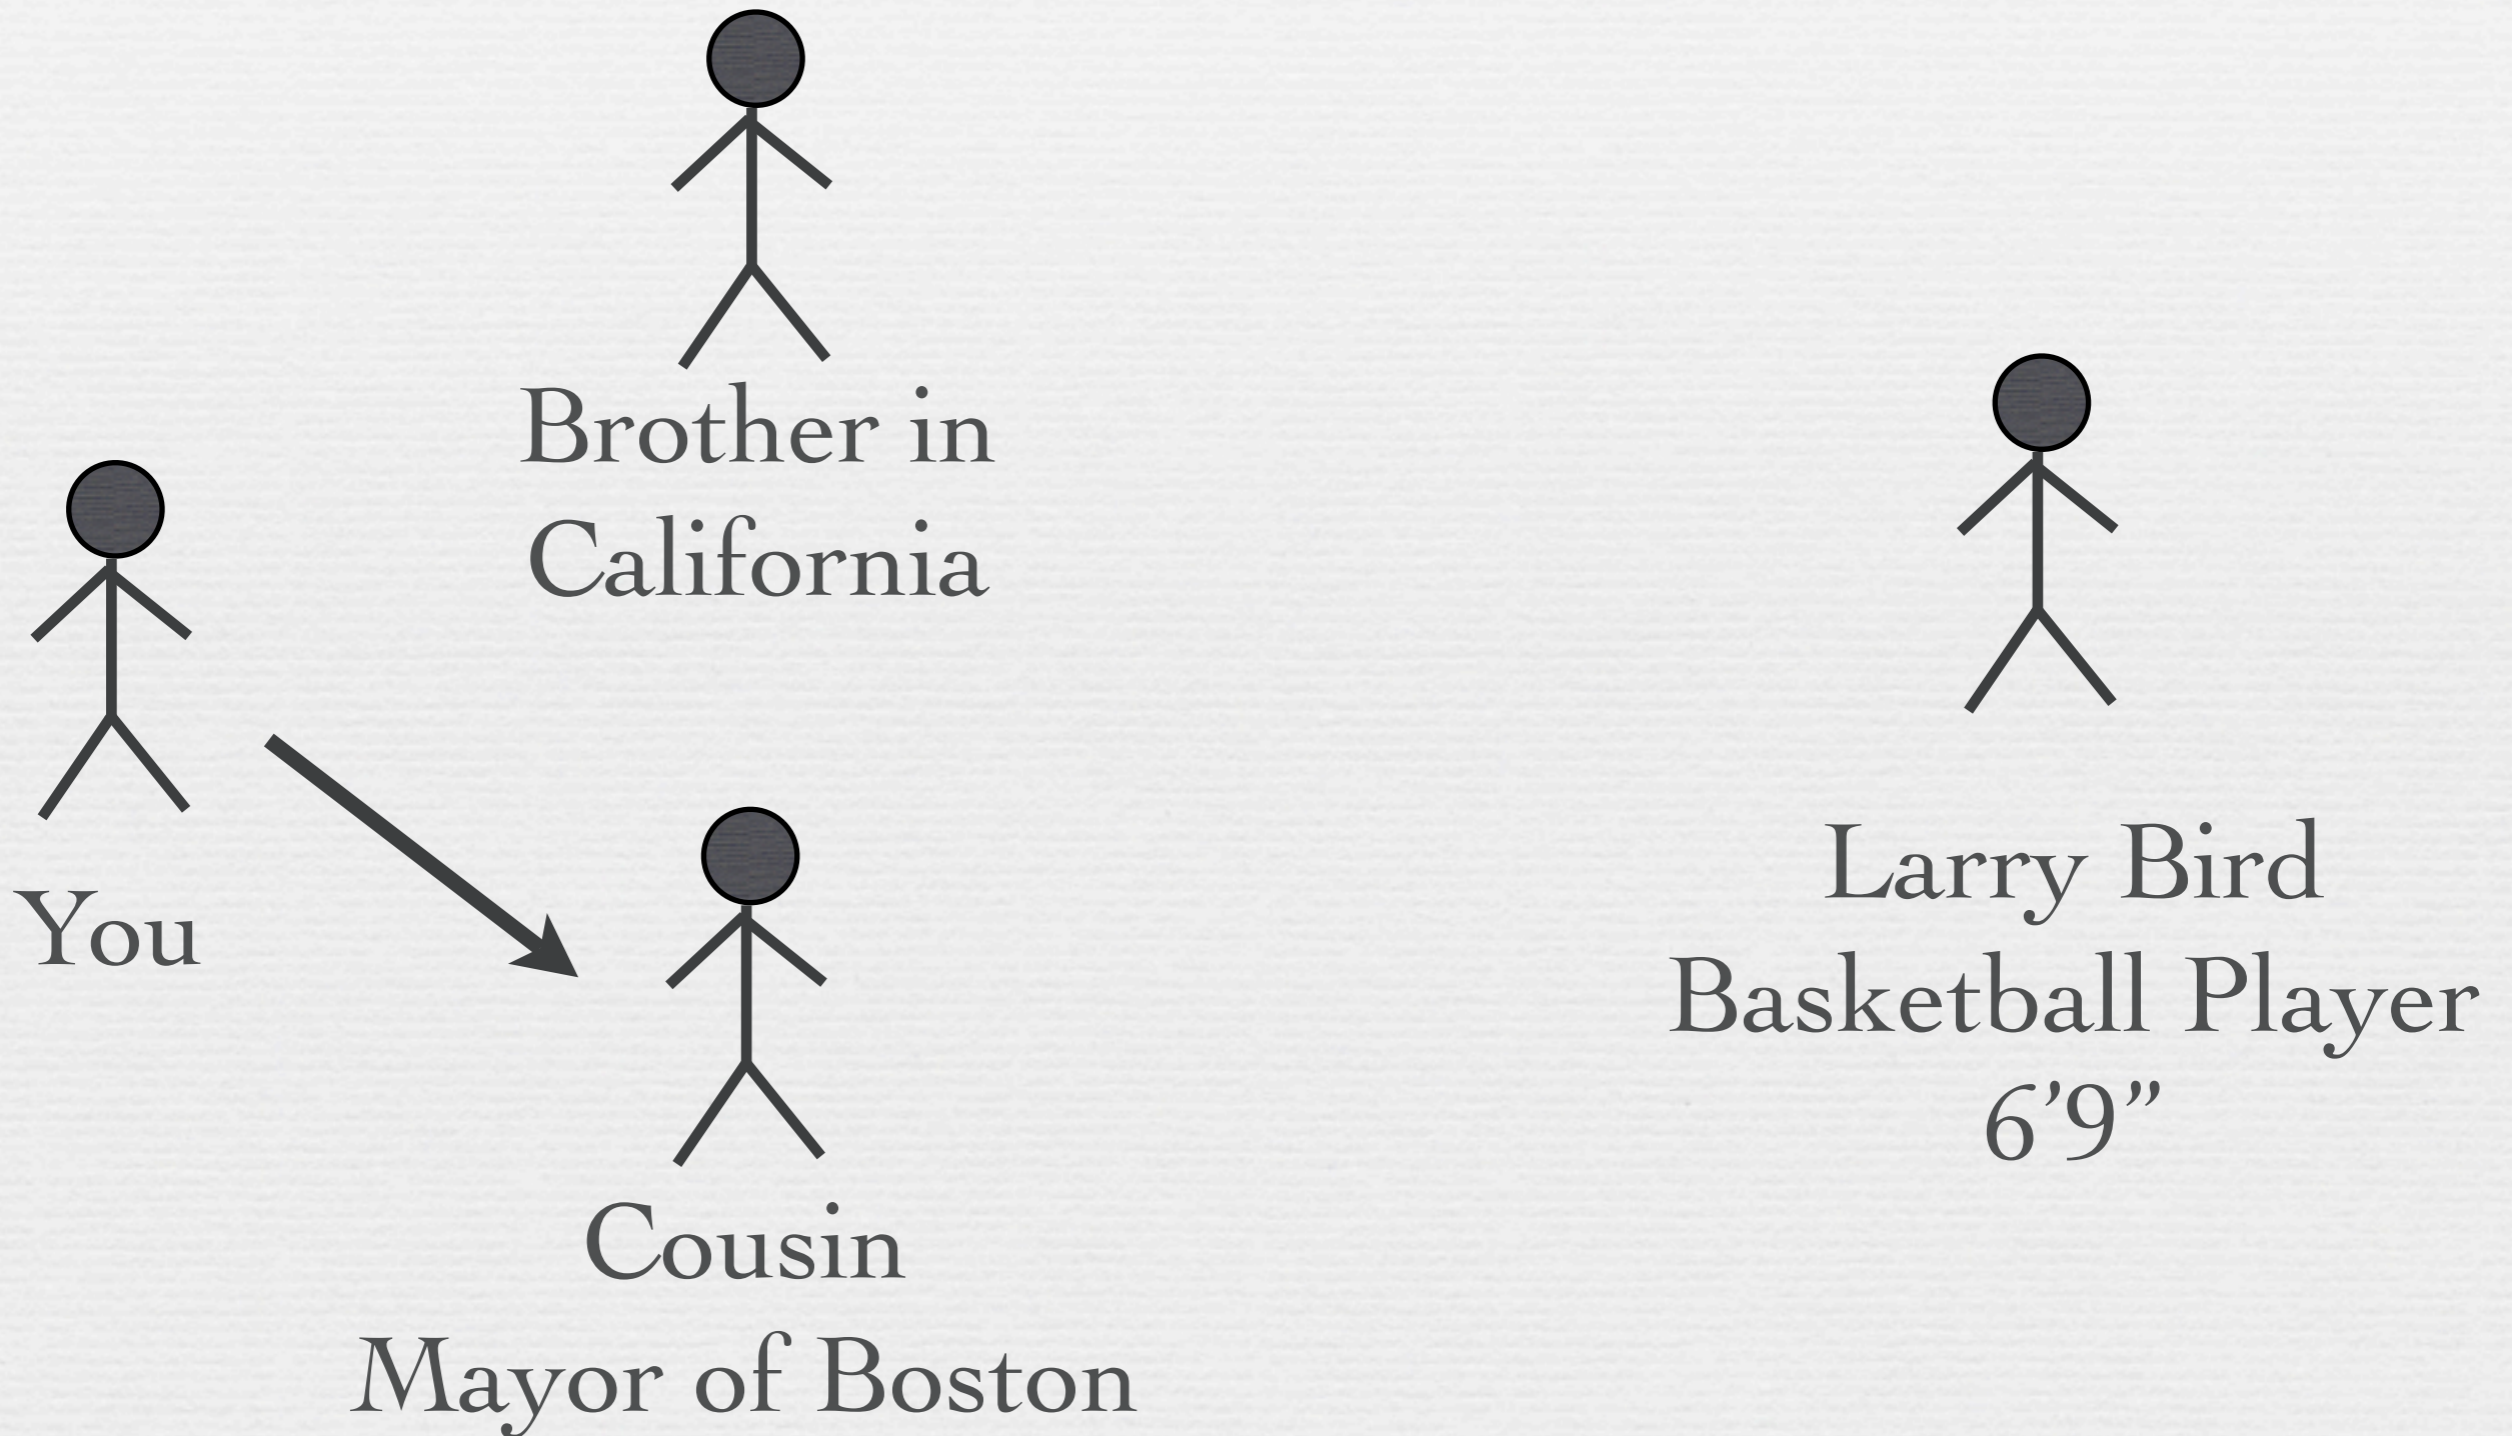 Brother in
California
You
Larry Bird
Basketball Player
6’9”
Cousin
Mayor of Boston